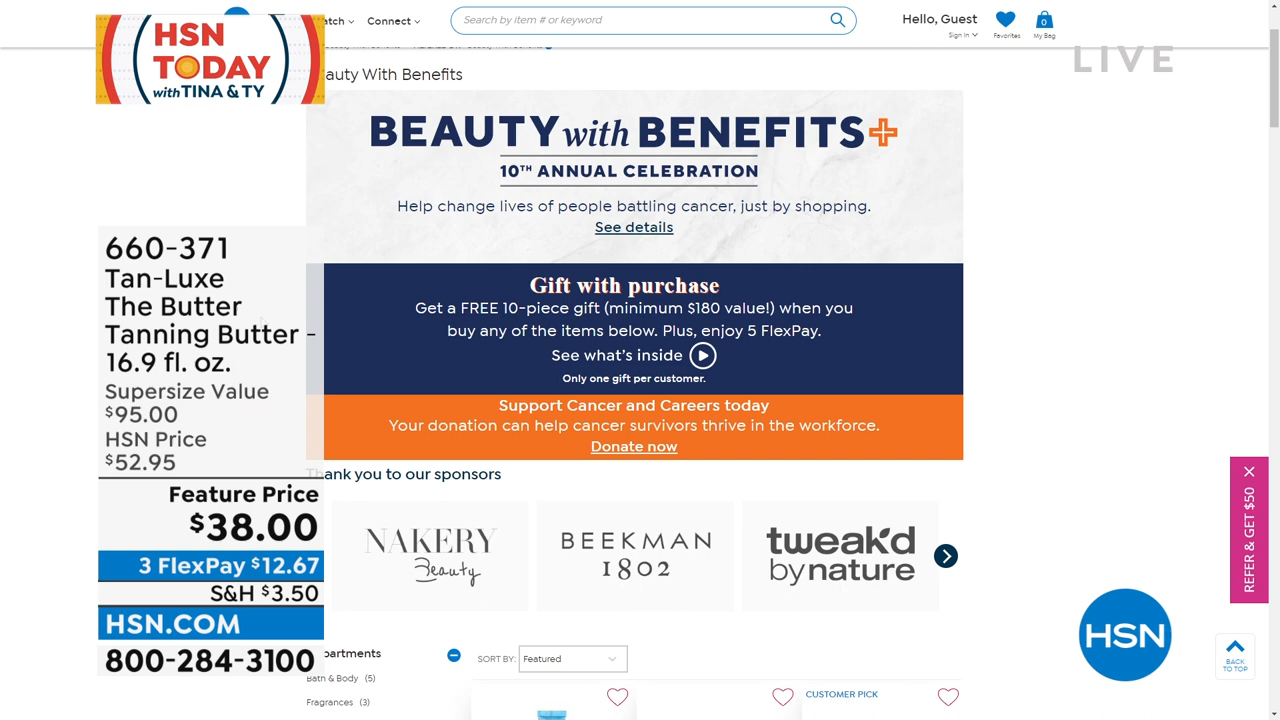 HSN
TODAY
with TINA & TY
Connect
Search by item # or keyword
Hello, Guest
Sign In
Favorites
0
My Bag
LIVE
Beauty With Benefits
BEAUTY with BENEFITS+
10TH ANNUAL CELEBRATION
Help change lives of people battling cancer, just by shopping.
See details
Gift with purchase
Get a FREE 10-piece gift (minimum $180 value!) when you
buy any of the items below. Plus, enjoy 5 FlexPay.
See what's inside
Only one gift per customer.
Support Cancer and Careers today
Your donation can help cancer survivors thrive in the workforce.
Donate now
Thank you to our sponsors
NAKERY
Beauty
BEEKMAN
1802
tweak'd
by nature
660-371
Tan-Luxe
The Butter
Tanning Butter -
16.9 fl. oz.
Supersize Value
$95.00
HSN Price
$52.95
Feature Price
$38.00
3 FlexPay $12.67
S&H $3.50
HSN.COM
800-284-3100
partments
SORT BY: Featured
Bath & Body (5)
Fragrances (3)
CUSTOMER PICK
REFER & GET $50
HSN
BACK
TO TOP